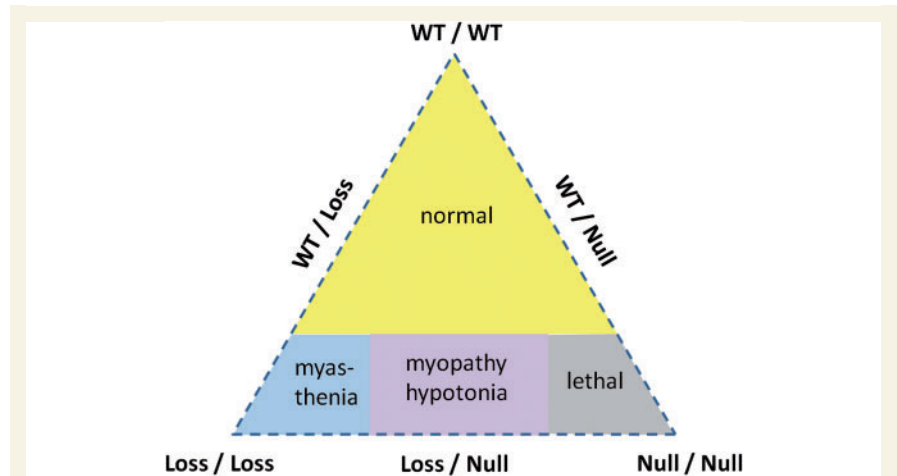 WT / WT
WT / Loss
WT / Null
normal
myas-
thenia
myopathy
hypotonia
lethal
Loss / Loss
Loss / Null
Null / Null